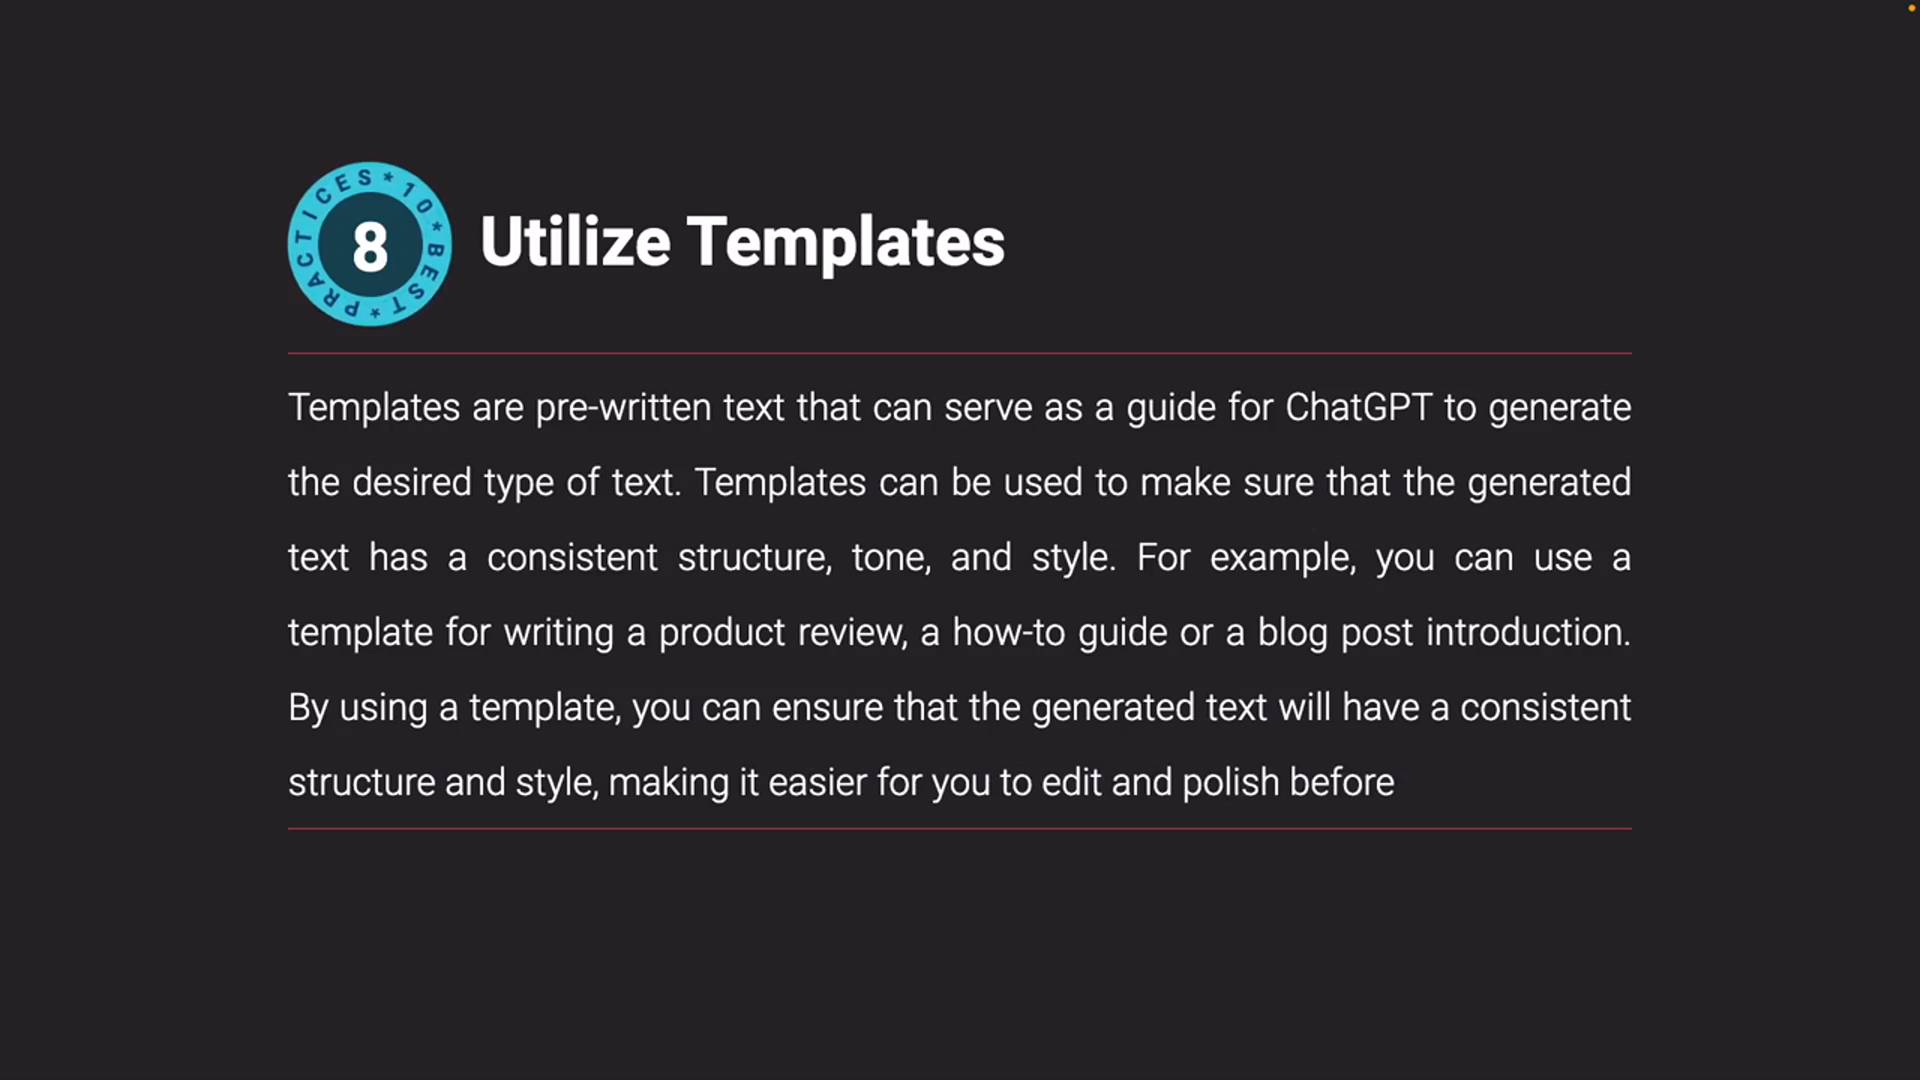 * 10 * BEST * PRACTICES
8
Utilize Templates
Templates are pre-written text that can serve as a guide for ChatGPT to generate
the desired type of text. Templates can be used to make sure that the generated
text has a consistent structure, tone, and style. For example, you can use a
template for writing a product review, a how-to guide or a blog post introduction.
By using a template, you can ensure that the generated text will have a consistent
structure and style, making it easier for you to edit and polish before